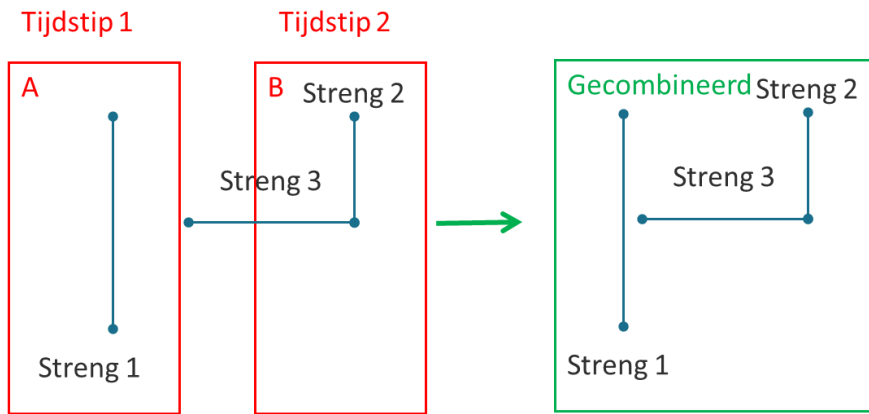 Tijdstip 1
Tijdstip 2
A
B
Streng 2
Streng 3
Streng 1
Gecombineerd
Streng 2
Streng 3
Streng 1